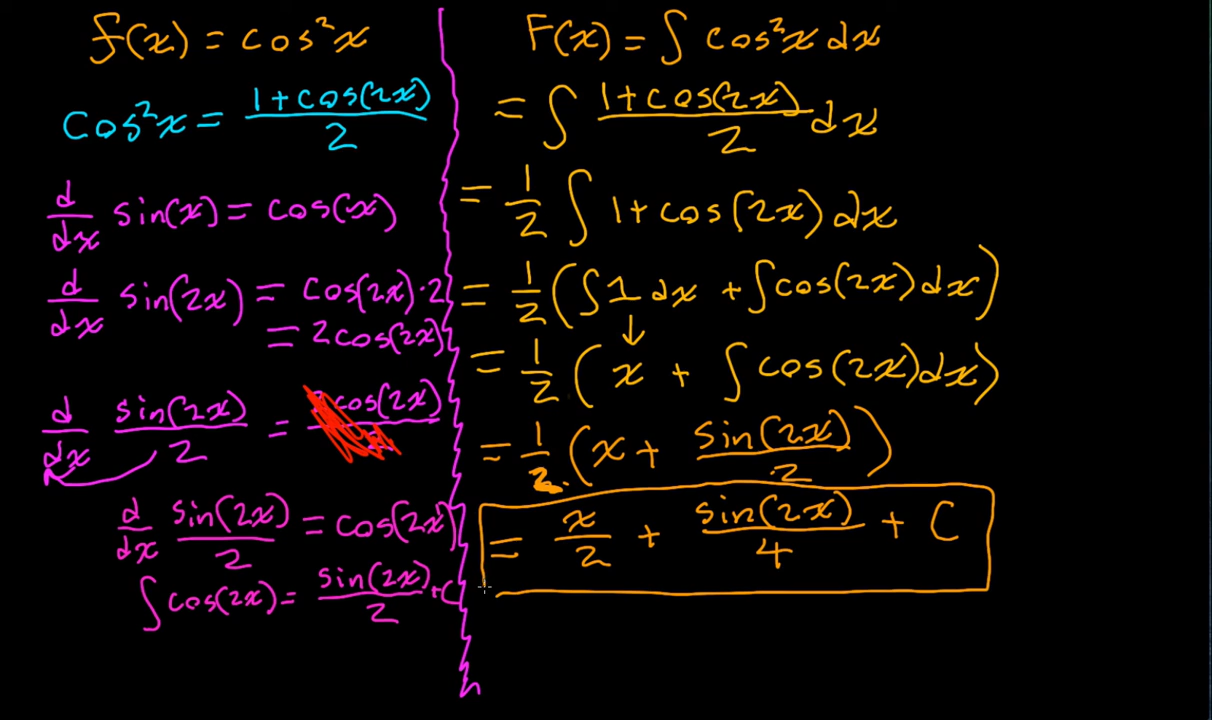 f(x) = cos²x
cos²x = (1+cos(2x))/2
d/dx sin(x) = cos(x)
d/dx sin(2x) = cos(2x)·2
= 2cos(2x)
d/dx sin(2x)/2 = cos(2x)
d/dx sin(2x)/2 = cos(2x)
∫cos(2x) = sin(2x)/2 + C
F(x) = ∫ cos²x dx
= ∫ (1+cos(2x))/2 dx
= 1/2 ∫ 1+cos(2x) dx
= 1/2 (∫1 dx + ∫cos(2x) dx)
= 1/2 (x + ∫ cos(2x) dx)
= 1/2 (x + sin(2x)/2)
= x/2 + sin(2x)/4 + C